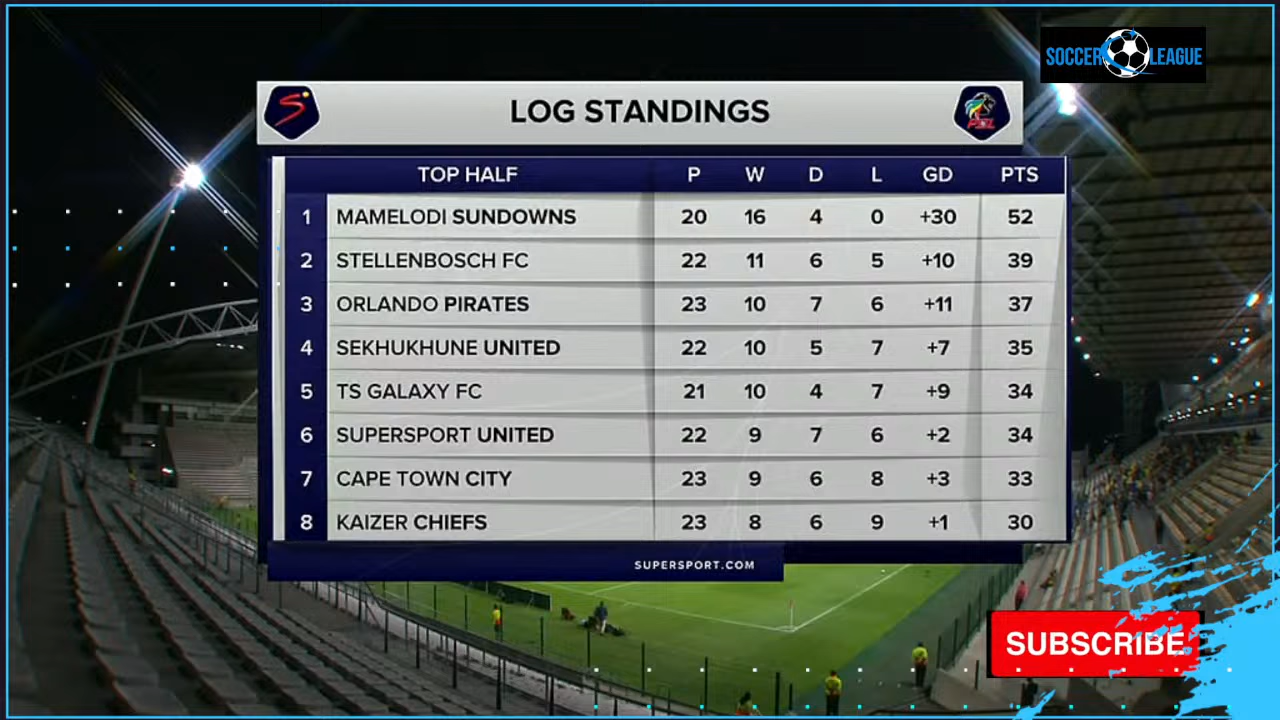 SOCCER LEAGUE
LOG STANDINGS
PSL
TOP HALF P W D L GD PTS
1 MAMELODI SUNDOWNS 20 16 4 0 +30 52
2 STELLENBOSCH FC 22 11 6 5 +10 39
3 ORLANDO PIRATES 23 10 7 6 +11 37
4 SEKHUKHUNE UNITED 22 10 5 7 +7 35
5 TS GALAXY FC 21 10 4 7 +9 34
6 SUPERSPORT UNITED 22 9 7 6 +2 34
7 CAPE TOWN CITY 23 9 6 8 +3 33
8 KAIZER CHIEFS 23 8 6 9 +1 30
SUPERSPORT.COM
SUBSCRIBE